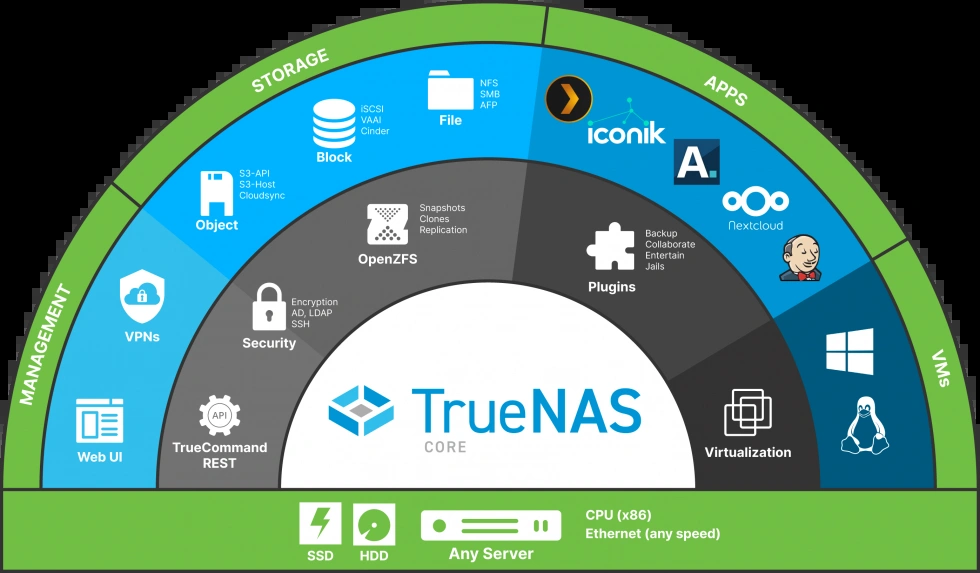 STORAGE
APPS
MANAGEMENT
VMs
NFS
SMB
AFP
File
iSCSI
VAAI
Cinder
Block
S3-API
S3-Host
Cloudsync
Object
VPNs
Web UI
iconik
A.
Nextcloud
Snapshots
Clones
Replication
OpenZFS
Encryption
AD, LDAP
SSH
Security
API
TrueCommand
REST
Backup
Collaborate
Entertain
Jails
Plugins
Virtualization
TrueNAS
CORE
SSD
HDD
Any Server
CPU (x86)
Ethernet (any speed)